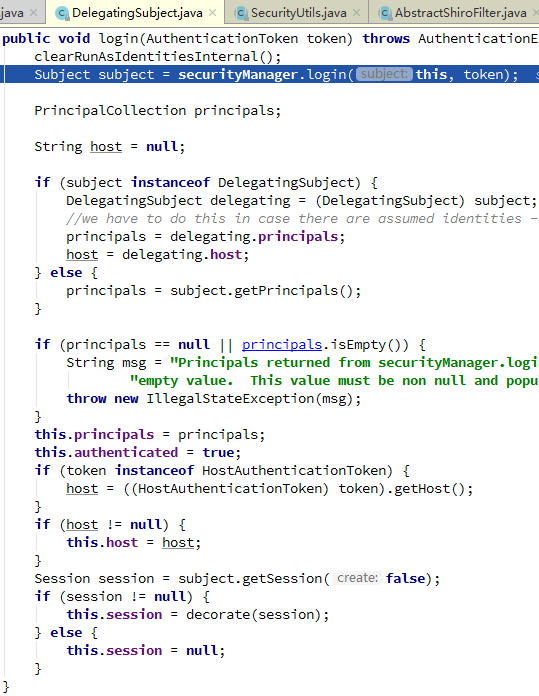 java DelegatingSubject.java SecurityUtils.java AbstractShiroFilter.java
public void login(AuthenticationToken token) throws AuthenticationE
clearRunAsIdentitiesInternal();
Subject subject = securityManager.login( subject: this, token); s
PrincipalCollection principals;
String host = null;
if (subject instanceof DelegatingSubject) {
DelegatingSubject delegating = (DelegatingSubject) subject;
//we have to do this in case there are assumed identities -
principals = delegating.principals;
host = delegating.host;
} else {
principals = subject.getPrincipals();
}
if (principals == null || principals.isEmpty()) {
String msg = "Principals returned from securityManager.logi
"empty value.  This value must be non null and popu
throw new IllegalStateException(msg);
}
this.principals = principals;
this.authenticated = true;
if (token instanceof HostAuthenticationToken) {
host = ((HostAuthenticationToken) token).getHost();
}
if (host != null) {
this.host = host;
}
Session session = subject.getSession( create: false);
if (session != null) {
this.session = decorate(session);
} else {
this.session = null;
}
}